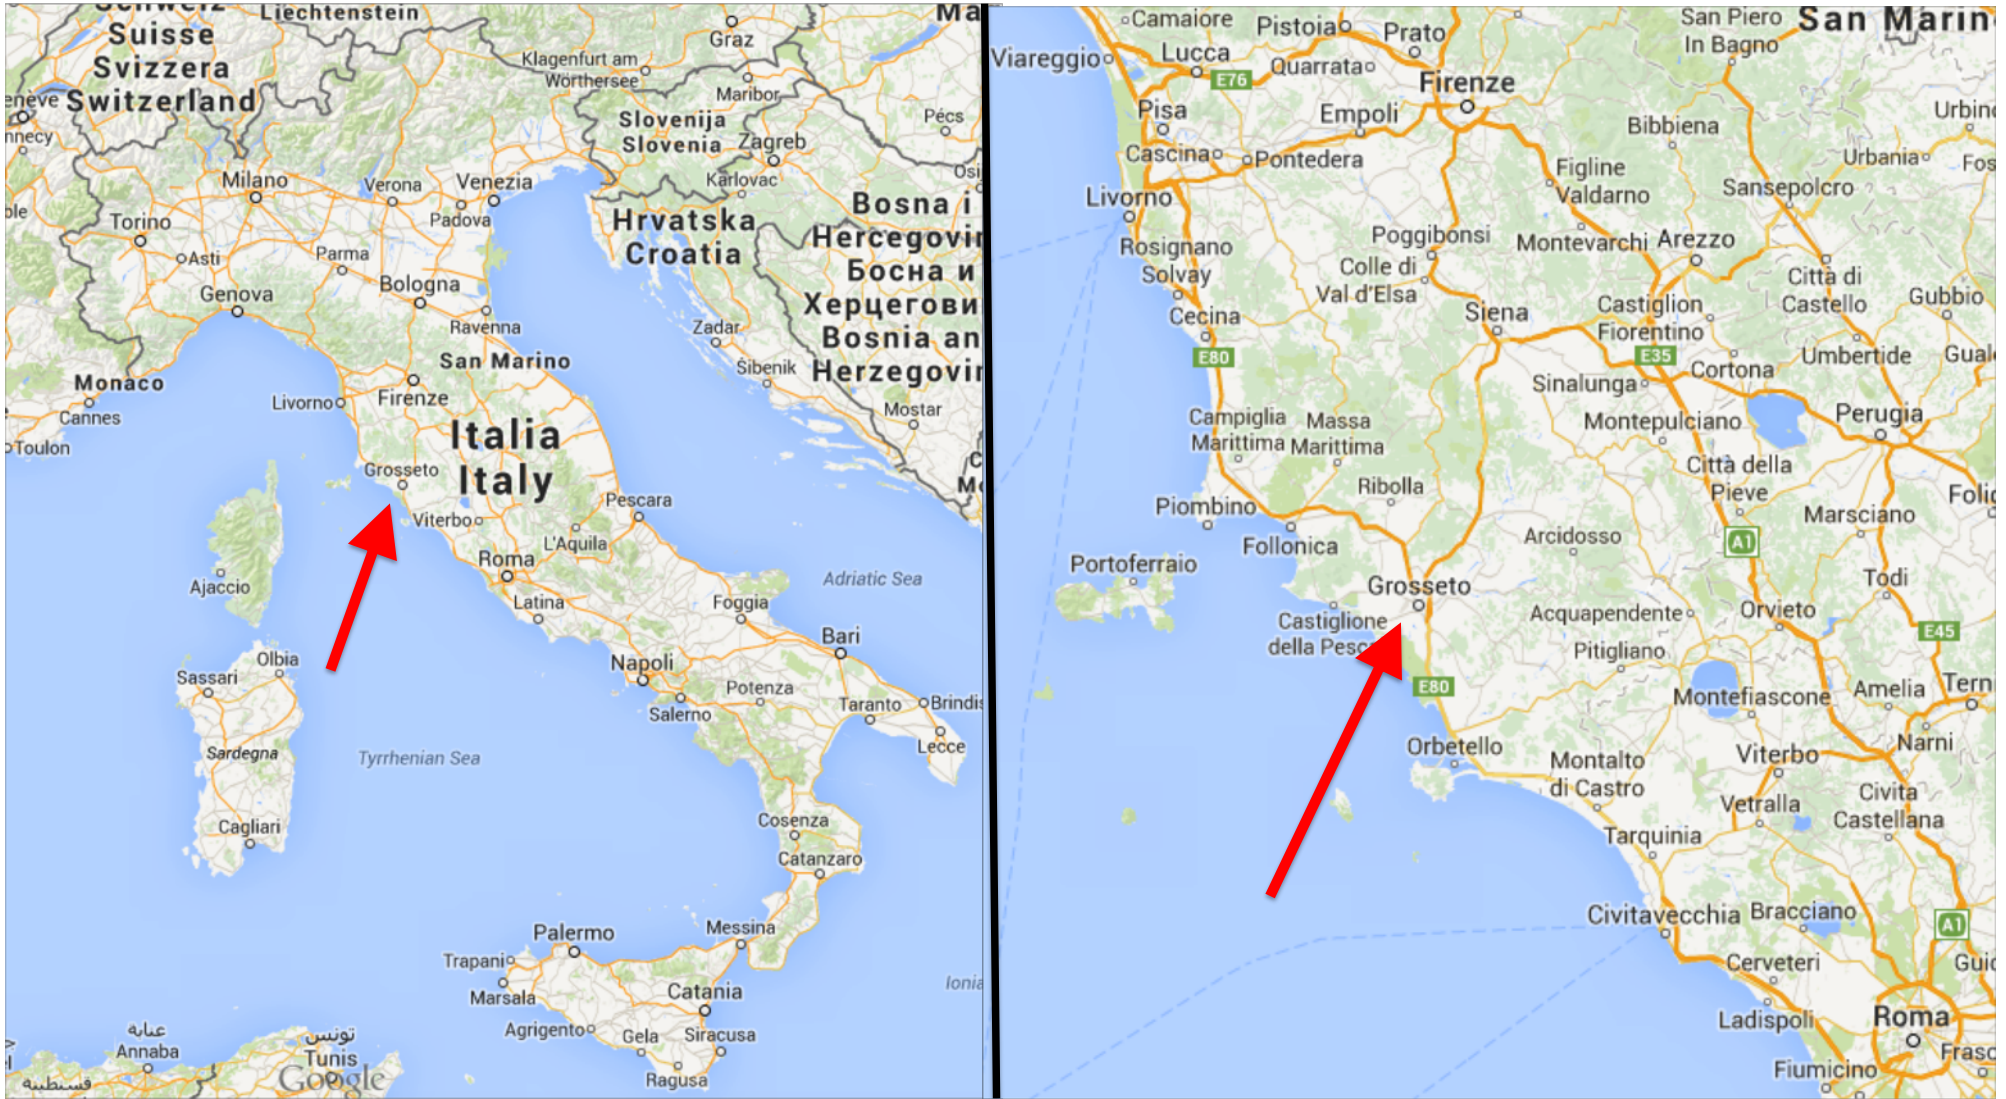 Liechtenstein
Suisse
Svizzera
Switzerland
Graz
Klagenfurt am
Wörthersee
Maribor
Pécs
Slovenija
Slovenia
Zagreb
Karlovac
Milano
Verona
Venezia
Padova
Torino
Asti
Parma
Hrvatska
Croatia
Bosna i
Genova
Bologna
Босна и
Ravenna
Zadar
Šibenik
San Marino
Monaco
Cannes
Toulon
Livorno
Firenze
Mostar
Italia
Italy
Grosseto
Pescara
Viterbo
L'Aquila
Roma
Ajaccio
Latina
Foggia
Adriatic Sea
Bari
Olbia
Sassari
Napoli
Salerno
Potenza
Taranto
Lecce
Sardegna
Tyrrhenian Sea
Cagliari
Cosenza
Catanzaro
Palermo
Messina
Trapani
Marsala
Catania
Agrigento
Gela
Siracusa
Ragusa
عنابة
Annaba
تونس
Tunis
قسنطينة
Google
Camaiore
Pistoia
Prato
San Piero
In Bagno
Viareggio
Lucca
E76
Quarrata
Firenze
Pisa
Empoli
Bibbiena
Cascina
Pontedera
Figline
Valdarno
Urbania
Sansepolcro
Livorno
Rosignano
Solvay
Poggibonsi
Montevarchi
Arezzo
Colle di
Val d'Elsa
Città di
Castello
Cecina
Siena
Castiglion
Fiorentino
Gubbio
E80
E35
Cortona
Umbertide
Sinalunga
Campiglia
Marittima
Massa
Marittima
Montepulciano
Perugia
Città della
Pieve
Ribolla
Piombino
Follonica
Arcidosso
A1
Marsciano
Portoferraio
Grosseto
Todi
Castiglione
della
Acquapendente
Orvieto
E45
Pitigliano
E80
Montefiascone
Amelia
Orbetello
Montalto
di Castro
Viterbo
Narni
Vetralla
Civita
Castellana
Tarquinia
Civitavecchia
Bracciano
A1
Cerveteri
Ladispoli
Roma
Fiumicino